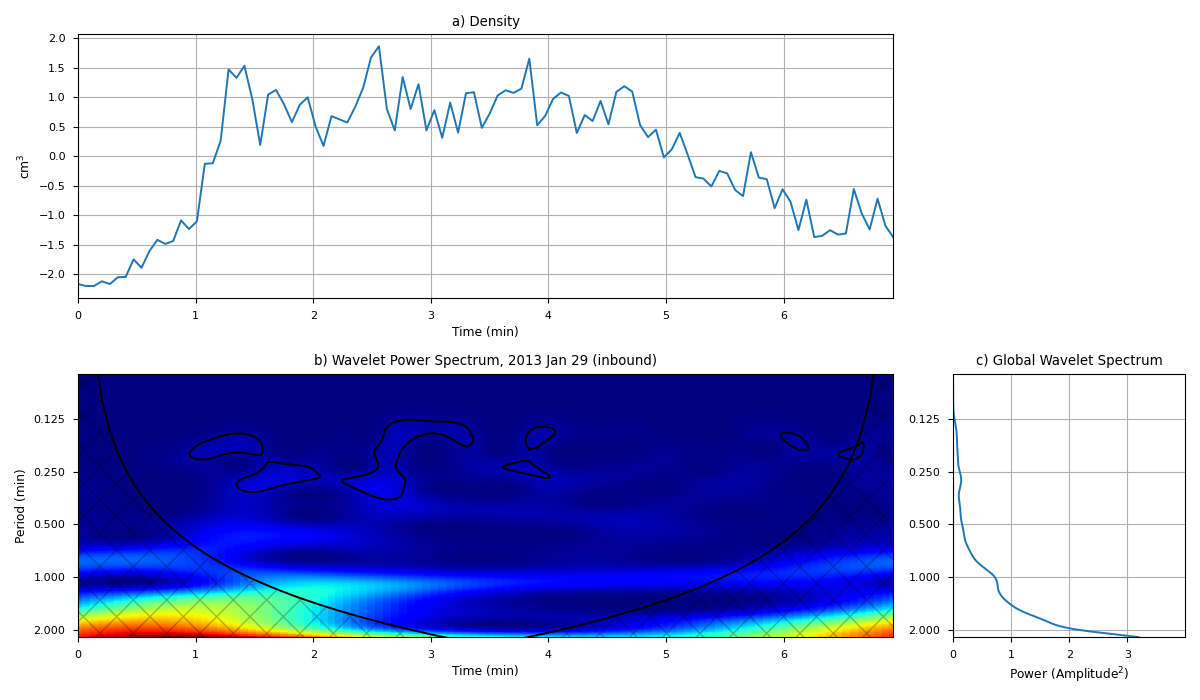 a) Density
2.0
1.5
1.0
0.5
0.0
−0.5
−1.0
−1.5
−2.0
cm³
0 1 2 3 4 5 6
Time (min)
b) Wavelet Power Spectrum, 2013 Jan 29 (inbound)
0.125
0.250
0.500
1.000
2.000
Period (min)
0 1 2 3 4 5 6
Time (min)
c) Global Wavelet Spectrum
0.125
0.250
0.500
1.000
2.000
0 1 2 3
Power (Amplitude²)